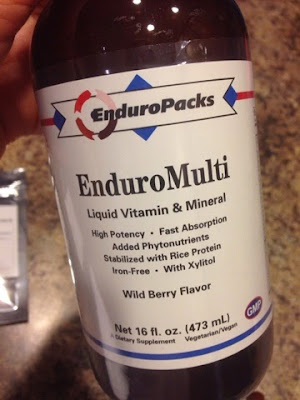 EnduroPacks
EnduroMulti
Liquid Vitamin & Mineral
High Potency • Fast Absorption
Added Phytonutrients
Stabilized with Rice Protein
Iron-Free • With Xylitol
Wild Berry Flavor
GMP
Net 16 fl. oz. (473 mL)
Dietary Supplement Vegetarian/Vegan